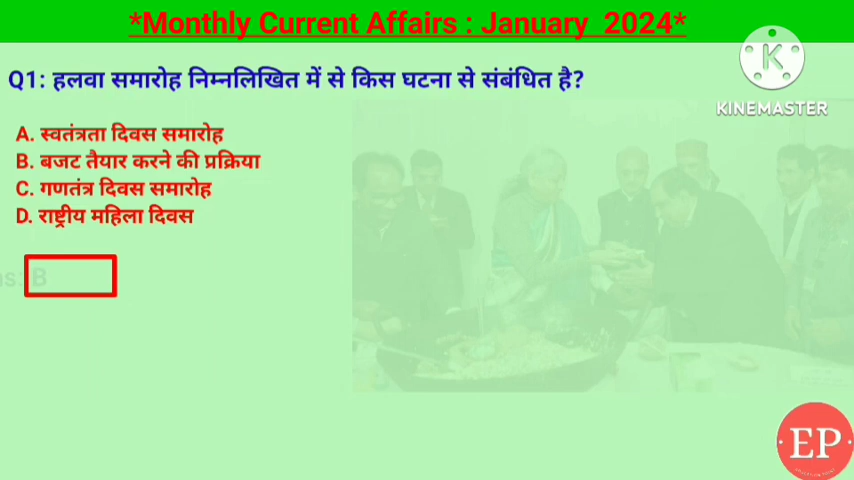 *Monthly Current Affairs : January 2024*
Q1: हलवा समारोह निम्नलिखित में से किस घटना से संबंधित है?
K
KINEMASTER
A. स्वतंत्रता दिवस समारोह
B. बजट तैयार करने की प्रक्रिया
C. गणतंत्र दिवस समारोह
D. राष्ट्रीय महिला दिवस
ns: B
EP